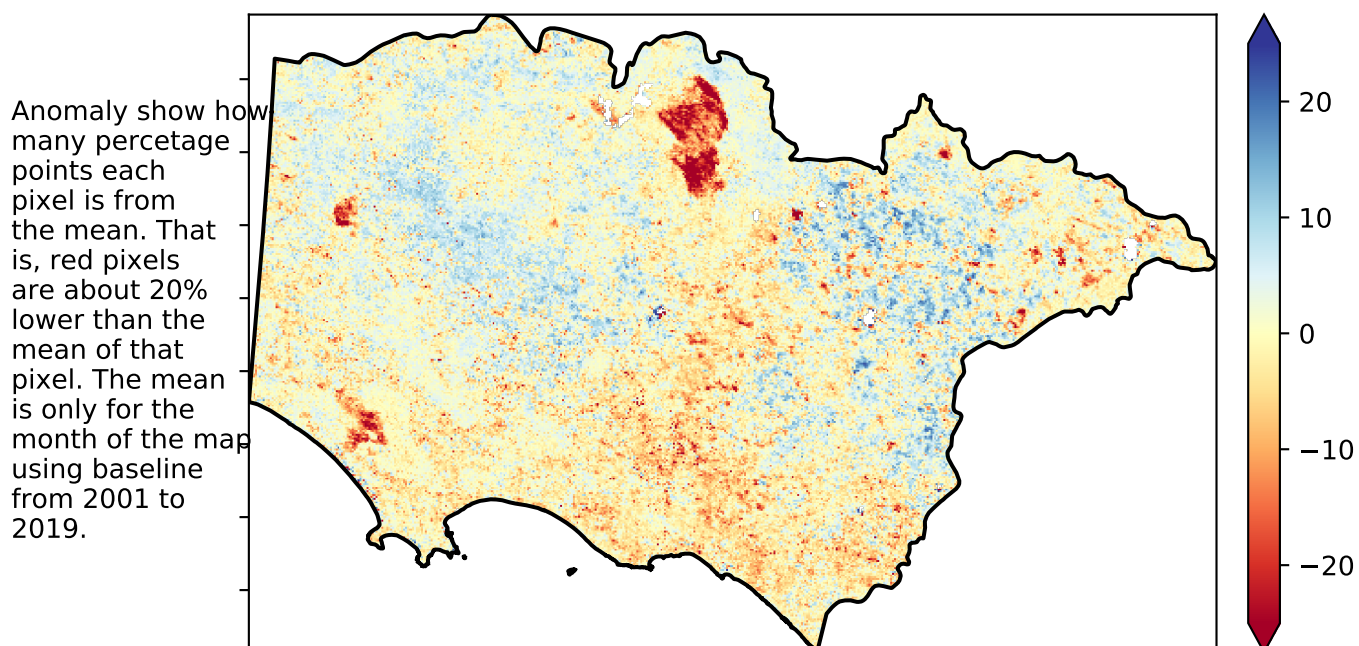 Anomaly show how
many percetage
points each
pixel is from
the mean. That
is, red pixels
are about 20%
lower than the
mean of that
pixel. The mean
is only for the
month of the map
using baseline
from 2001 to
2019.
20
10
0
−10
−20